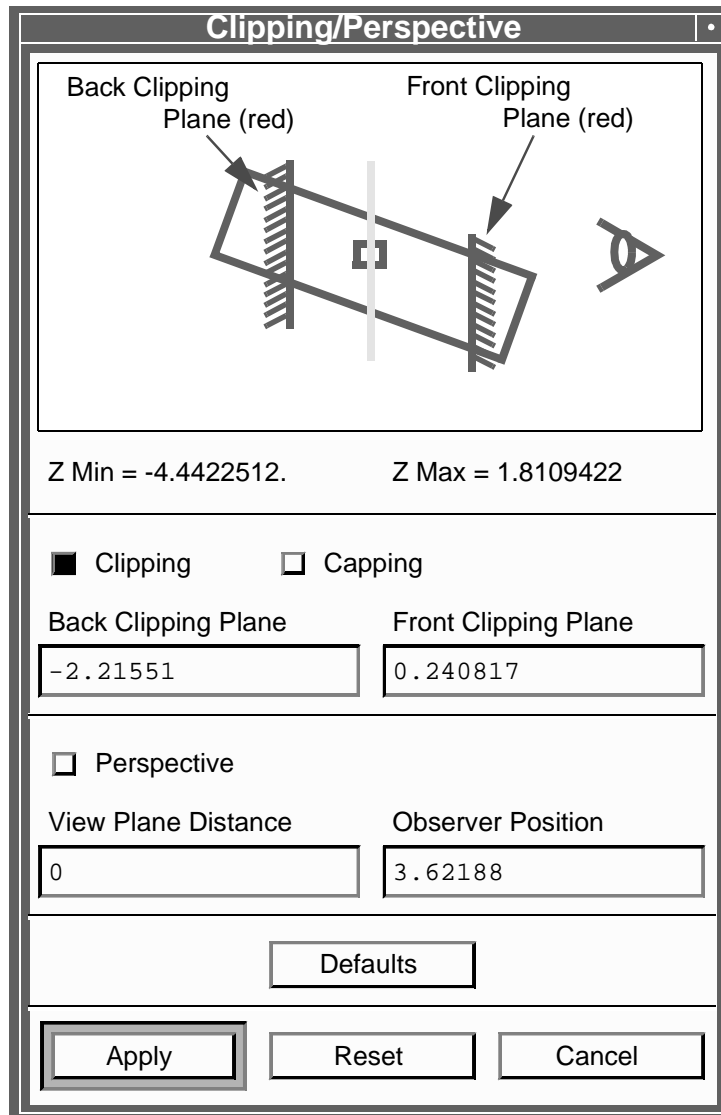 Clipping/Perspective
Back Clipping
Plane (red)
Front Clipping
Plane (red)
Z Min = -4.4422512.
Z Max = 1.8109422
Clipping
Capping
Back Clipping Plane
Front Clipping Plane
-2.21551
0.240817
Perspective
View Plane Distance
Observer Position
0
3.62188
Defaults
Apply
Reset
Cancel